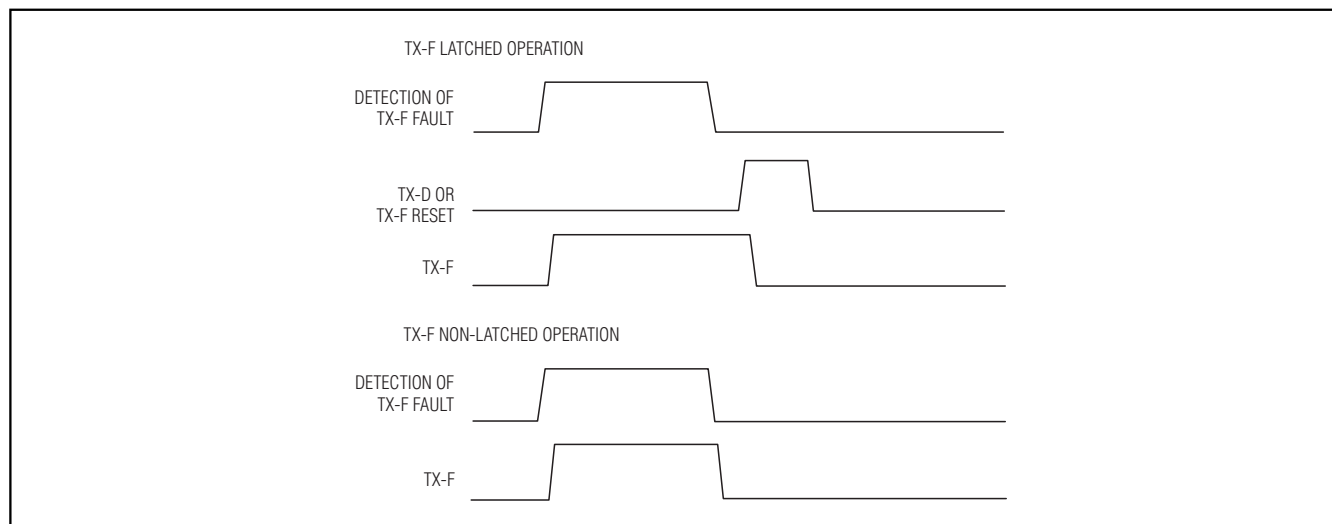 TX-F LATCHED OPERATION
DETECTION OF
TX-F FAULT
TX-D OR
TX-F RESET
TX-F
TX-F NON-LATCHED OPERATION
DETECTION OF
TX-F FAULT
TX-F